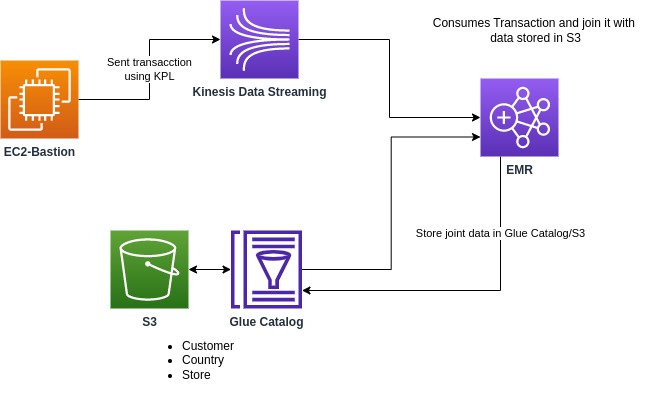 Consumes Transaction and join it with
data stored in S3
Sent transacction
using KPL
Kinesis Data Streaming
EC2-Bastion
EMR
Store joint data in Glue Catalog/S3
S3
Glue Catalog
Customer
Country
Store